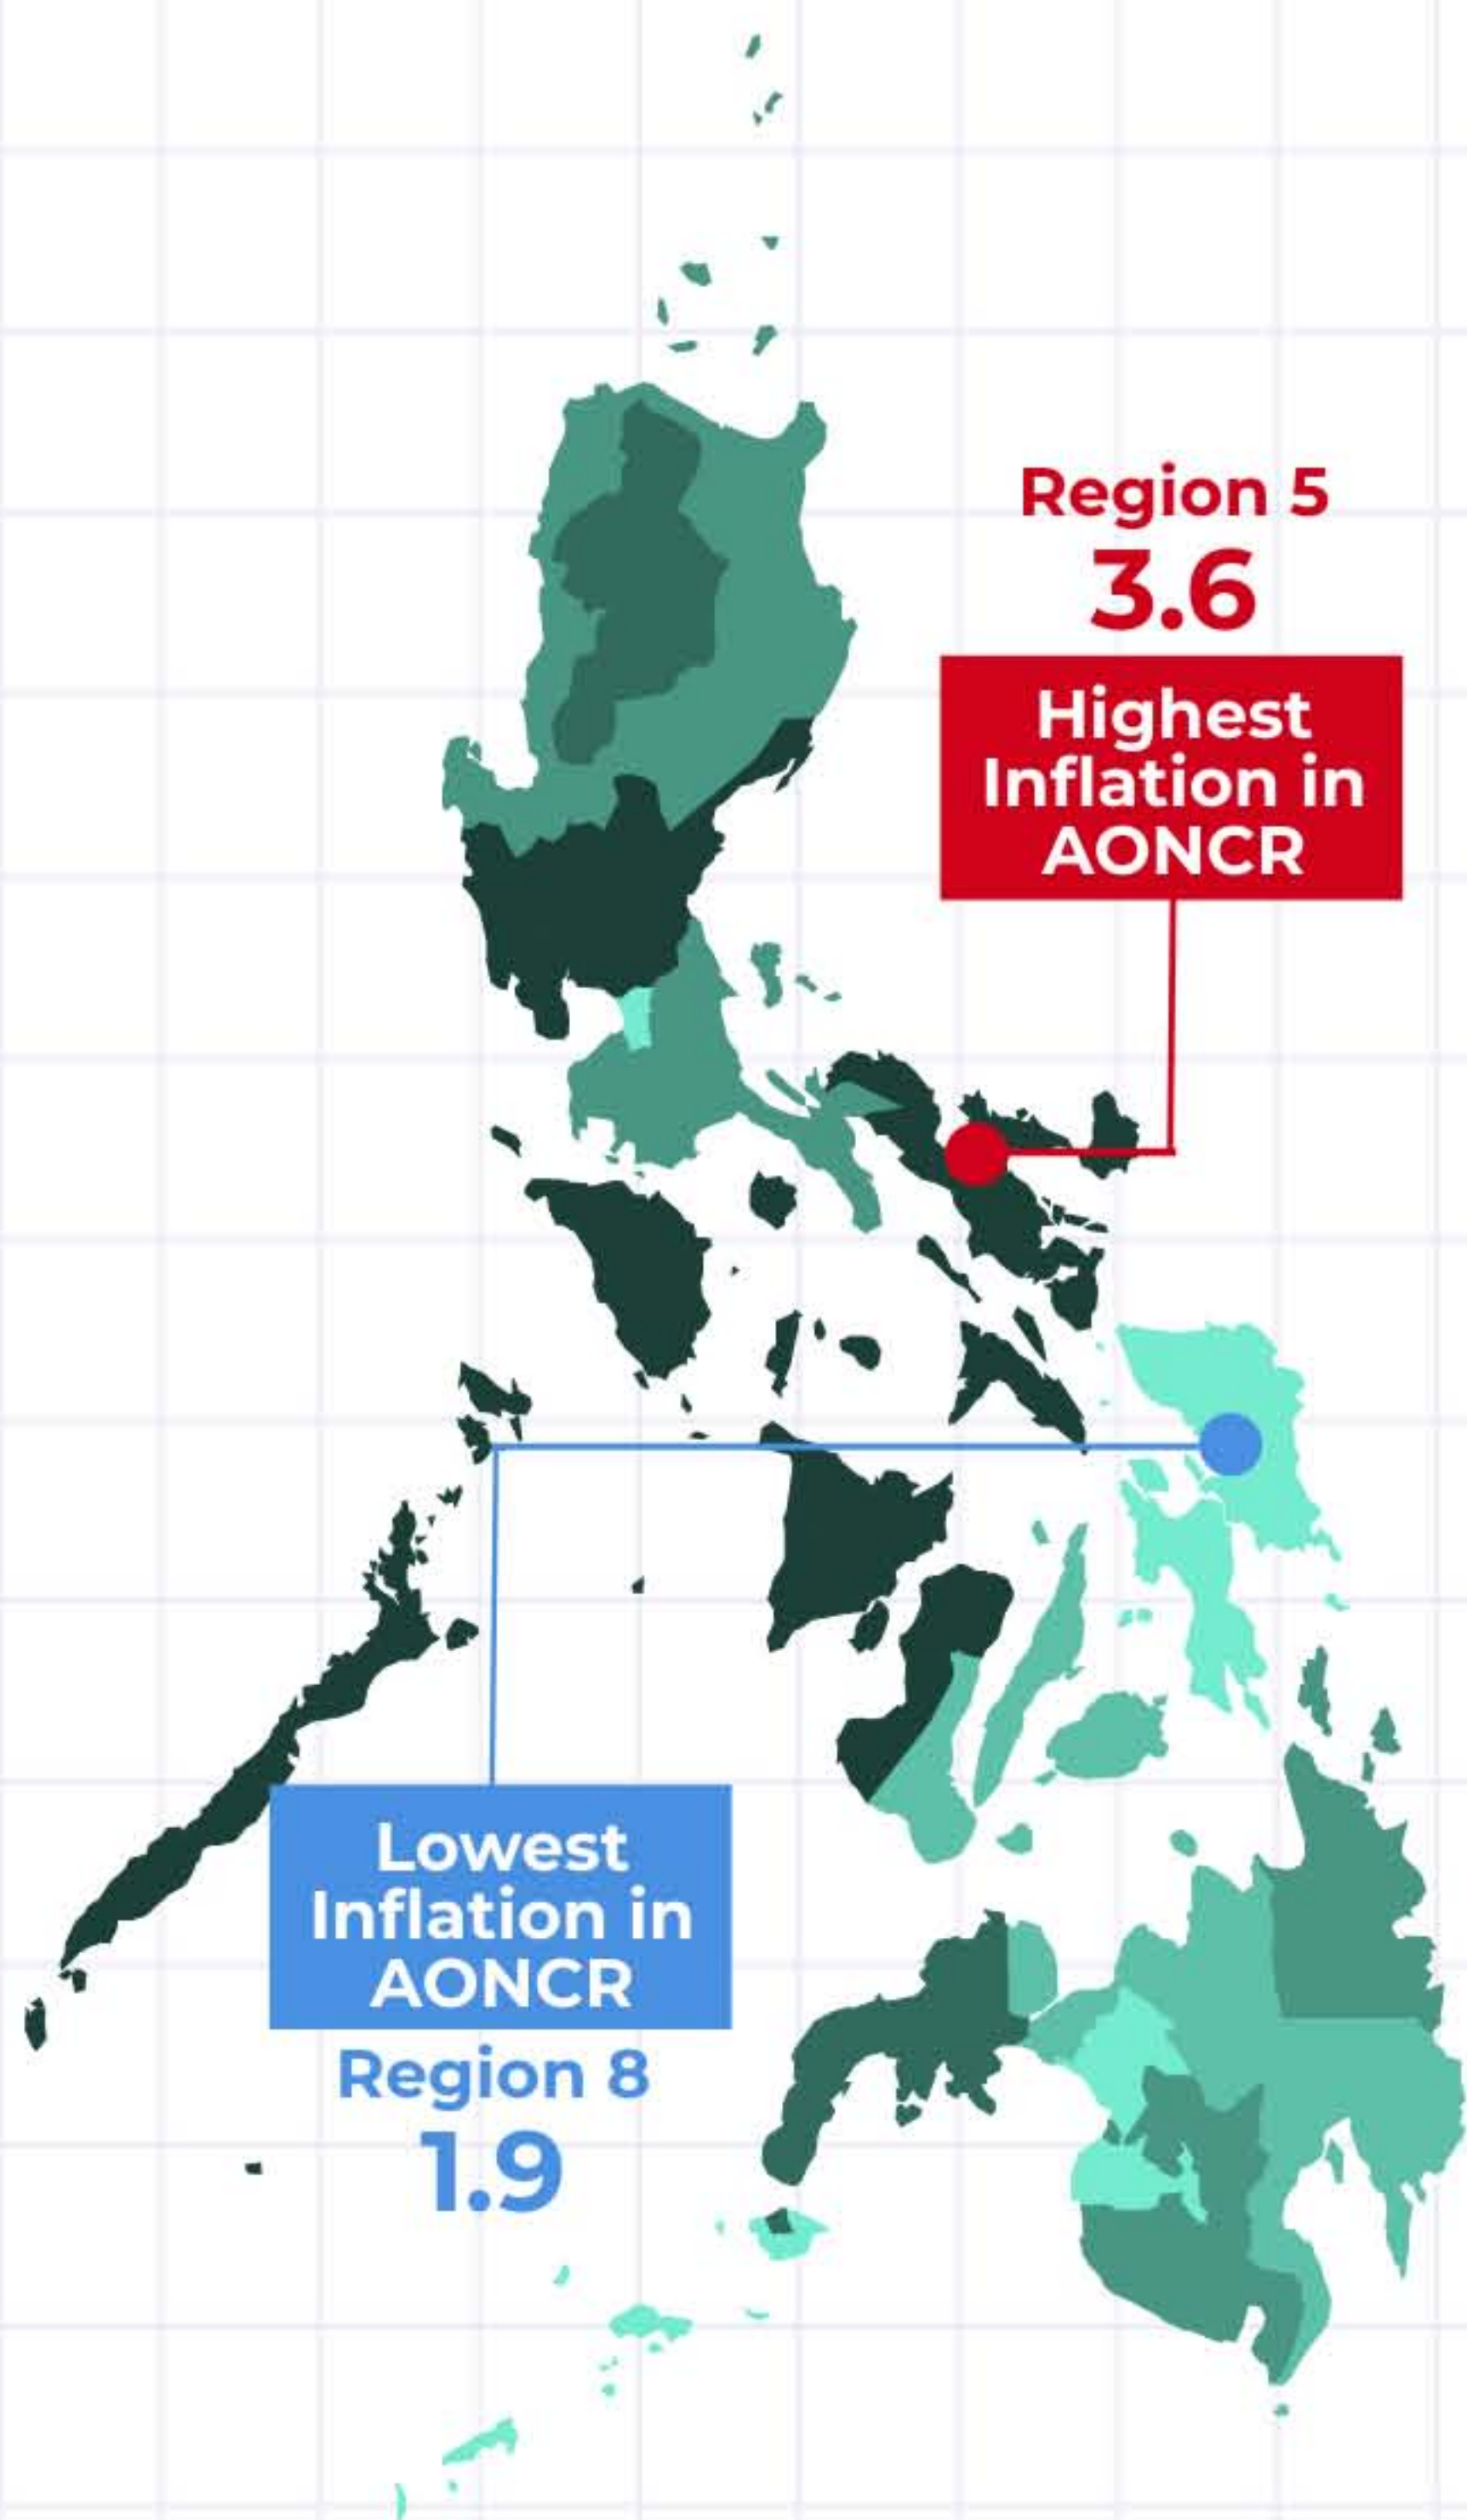 Region 5
3.6
Highest
Inflation in
AONCR
Lowest
Inflation in
AONCR
Region 8
1.9